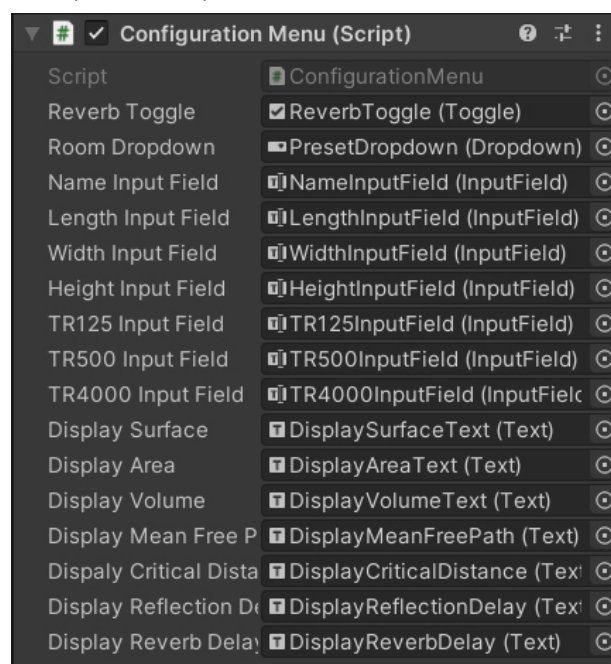 Configuration Menu (Script)
Script ConfigurationMenu
Reverb Toggle ReverbToggle (Toggle)
Room Dropdown PresetDropdown (Dropdown)
Name Input Field NameInputField (InputField)
Length Input Field LengthInputField (InputField)
Width Input Field WidthInputField (InputField)
Height Input Field HeightInputField (InputField)
TR125 Input Field TR125InputField (InputField)
TR500 Input Field TR500InputField (InputField)
TR4000 Input Field TR4000InputField (InputField
Display Surface DisplaySurfaceText (Text)
Display Area DisplayAreaText (Text)
Display Volume DisplayVolumeText (Text)
Display Mean Free P DisplayMeanFreePath (Text)
Dispaly Critical Dista DisplayCriticalDistance (Text
Display Reflection De DisplayReflectionDelay (Text
Display Reverb Delay DisplayReverbDelay (Text)